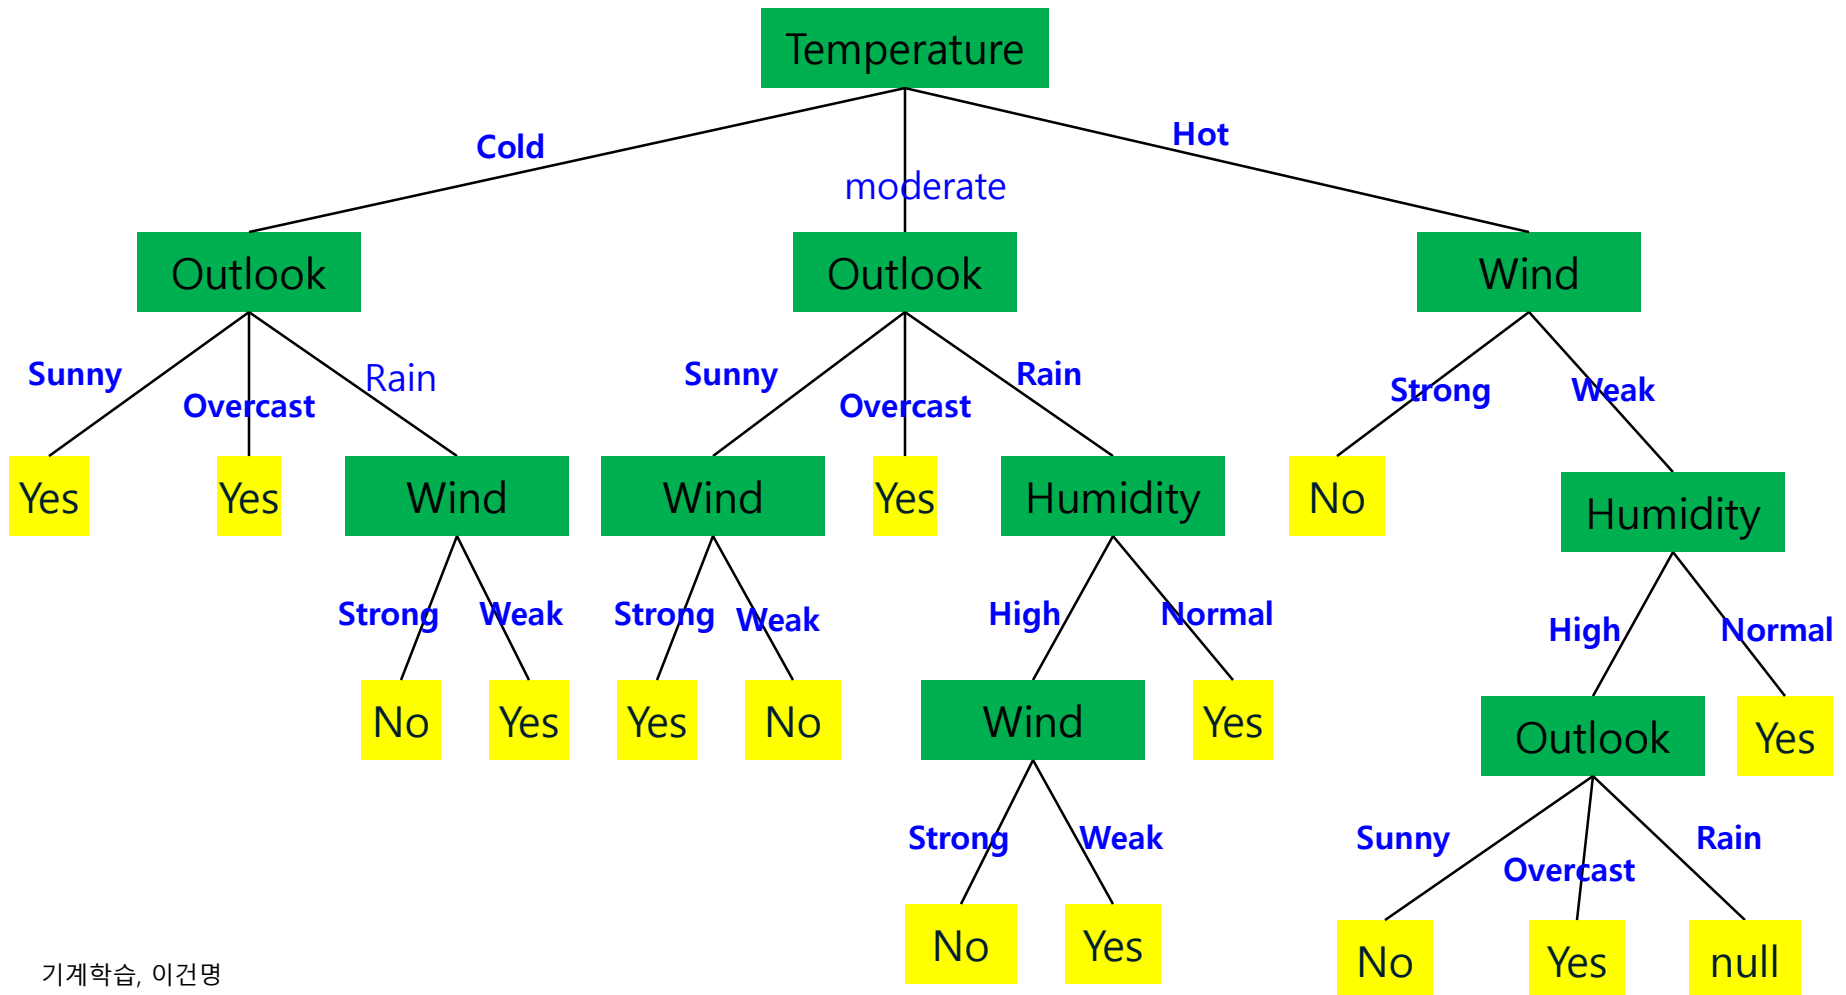 Temperature
Cold
moderate
Hot
Outlook
Outlook
Wind
Sunny
Overcast
Rain
Sunny
Overcast
Rain
Strong
Weak
Yes
Yes
Wind
Wind
Yes
Humidity
No
Humidity
Strong
Weak
Strong
Weak
High
Normal
High
Normal
No
Yes
Yes
No
Wind
Yes
Outlook
Yes
Strong
Weak
Sunny
Overcast
Rain
No
Yes
No
Yes
null
기계학습, 이건명